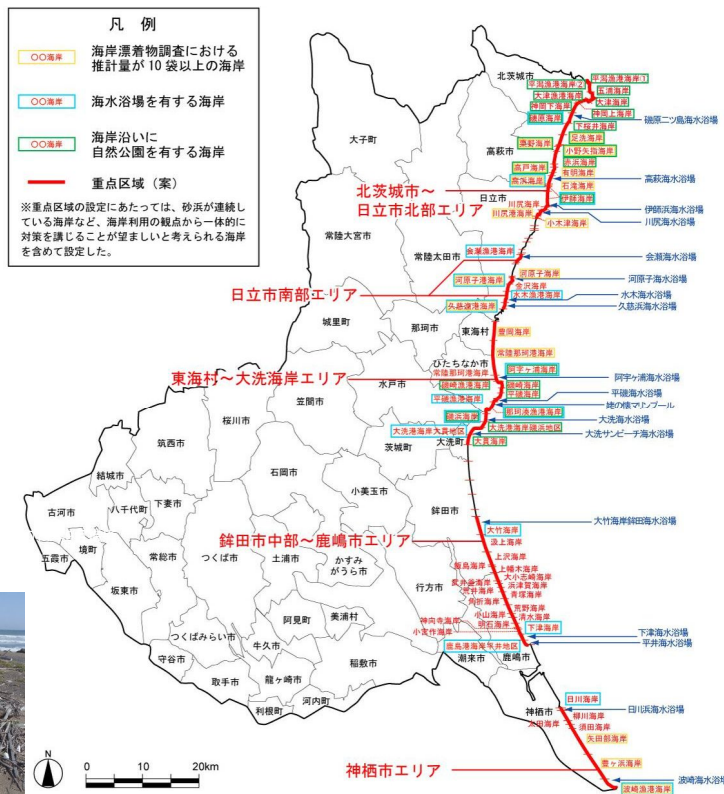 凡 例
○○海岸
海岸漂着物調査における
推計量が 10 袋以上の海岸
○○海岸
海水浴場を有する海岸
○○海岸
海岸沿いに
自然公園を有する海岸
重点区域（案）
※重点区域の設定にあたっては、砂浜が連続し
ている海岸など、海岸利用の観点から一体的に
対策を講じることが望ましいと考えられる海岸
を含めて設定した。
北茨城市
平潟漁港海岸①
平潟漁港海岸②
五浦海岸
大津漁港海岸
大津海岸
神岡下海岸
神岡上海岸
磯原海岸
磯原二ツ島海水浴場
下桜井海岸
大子町
足洗海岸
高萩市
小野矢指海岸
赤浜海岸
高戸海岸
有明海岸
高萩海水浴場
石滝海岸
北茨城市～
日立市北部エリア
伊師海岸
日立市
川尻海岸
伊師浜海水浴場
川尻港海岸
川尻海水浴場
小木津海岸
常陸大宮市
常陸太田市
会瀬漁港海岸
会瀬海水浴場
河原子海岸
河原子港海岸
河原子海水浴場
金沢海岸
日立市南部エリア
水木漁港海岸
水木海水浴場
久慈浜海水浴場
城里町
那珂市
東海村
豊岡海岸
常陸那珂海岸
ひたちなか市
阿字ヶ浦海岸
常陸那珂港海岸
阿字ヶ浦海水浴場
東海村～大洗海岸エリア
水戸市
磯崎漁港海岸
磯崎海岸
平磯海岸
平磯漁港海岸
平磯海水浴場
姥の懐マリンプール
笠間市
磯浜海岸
那珂湊漁港海岸
大洗海水浴場
桜川市
大洗港海岸大貫地区
大洗港海岸磯浜地区
大洗サンビーチ海水浴場
茨城町
大洗町
大貫海岸
筑西市
石岡市
結城市
小美玉市
鉾田市
古河市
八千代町
下妻市
大竹海岸鉾田海水浴場
大竹海岸
鉾田市中部～鹿嶋市エリア
汲上海岸
五霞町
境町
常総市
つくば市
土浦市
かすみ
がうら市
上沢海岸
上幡木海岸
大小志崎海岸
坂東市
行方市
浜津賀海岸
青塚海岸
角折海岸
荒野海岸
阿見町
美浦村
小山海岸
清水海岸
神向寺海岸
明石海岸
下津海岸
つくばみらい市
牛久市
小宮作海岸
下津海水浴場
守谷市
稲敷市
鹿島港海岸平井地区
平井海水浴場
取手市
龍ヶ崎市
潮来市
鹿嶋市
利根町
河内町
日川海岸
神栖市
日川浜海水浴場
柳川海岸
須田海岸
矢田部海岸
豊ヶ浜海岸
神栖市エリア
波崎海水浴場
波崎漁港海岸
N
0 10 20km